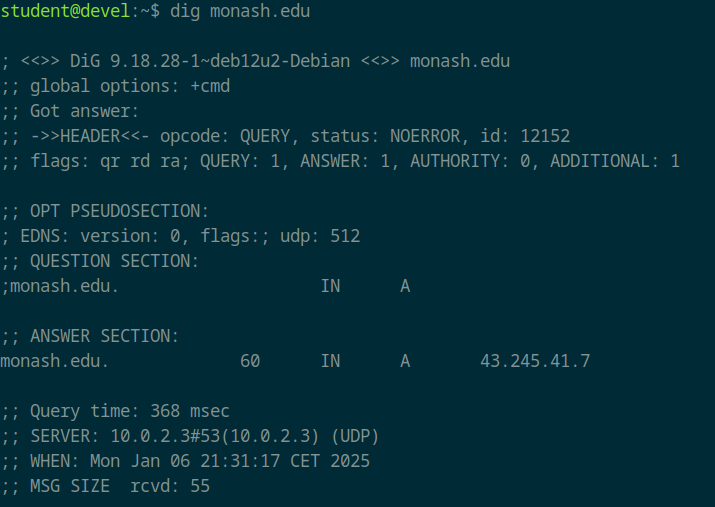 student@devel:~$ dig monash.edu
; <<>> DiG 9.18.28-1~deb12u2-Debian <<>> monash.edu
;; global options: +cmd
;; Got answer:
;; ->>HEADER<<- opcode: QUERY, status: NOERROR, id: 12152
;; flags: qr rd ra; QUERY: 1, ANSWER: 1, AUTHORITY: 0, ADDITIONAL: 1
;; OPT PSEUDOSECTION:
; EDNS: version: 0, flags:; udp: 512
;; QUESTION SECTION:
;monash.edu. IN A
;; ANSWER SECTION:
monash.edu. 60 IN A 43.245.41.7
;; Query time: 368 msec
;; SERVER: 10.0.2.3#53(10.0.2.3) (UDP)
;; WHEN: Mon Jan 06 21:31:17 CET 2025
;; MSG SIZE  rcvd: 55